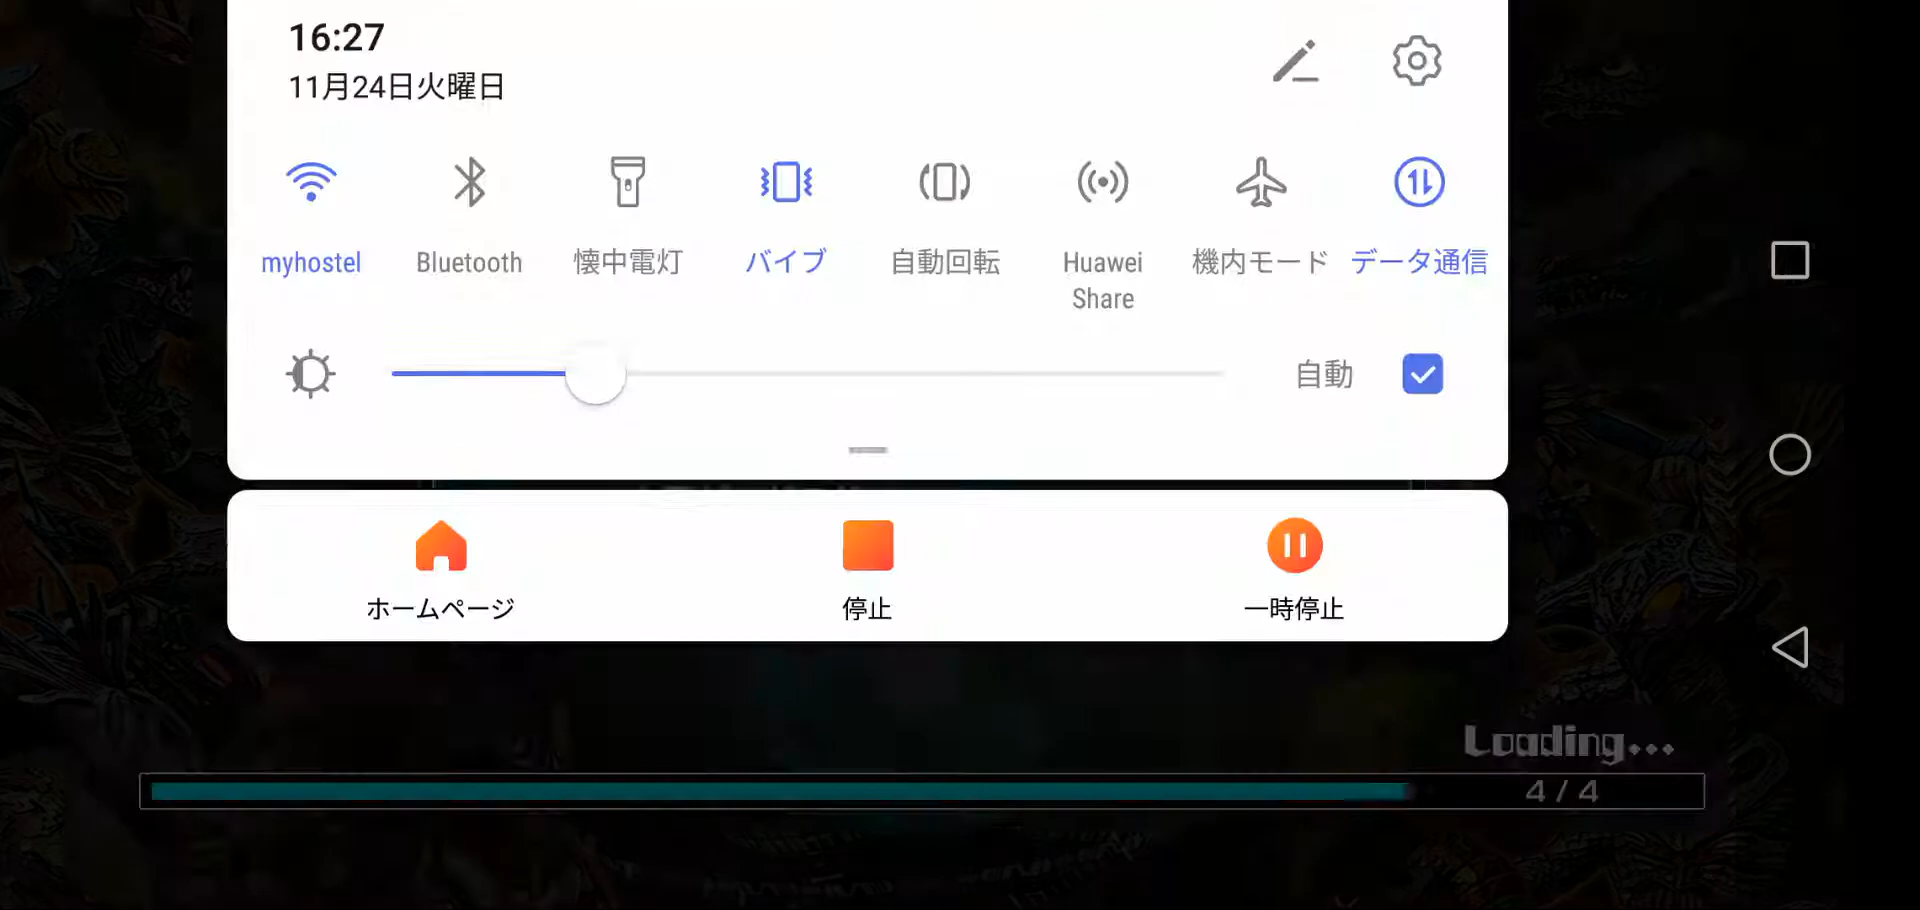 16:27
11月24日火曜日
myhostel Bluetooth 懐中電灯 バイブ 自動回転 Huawei Share 機内モード データ通信
自動
ホームページ 停止 一時停止
Loading...
4 / 4